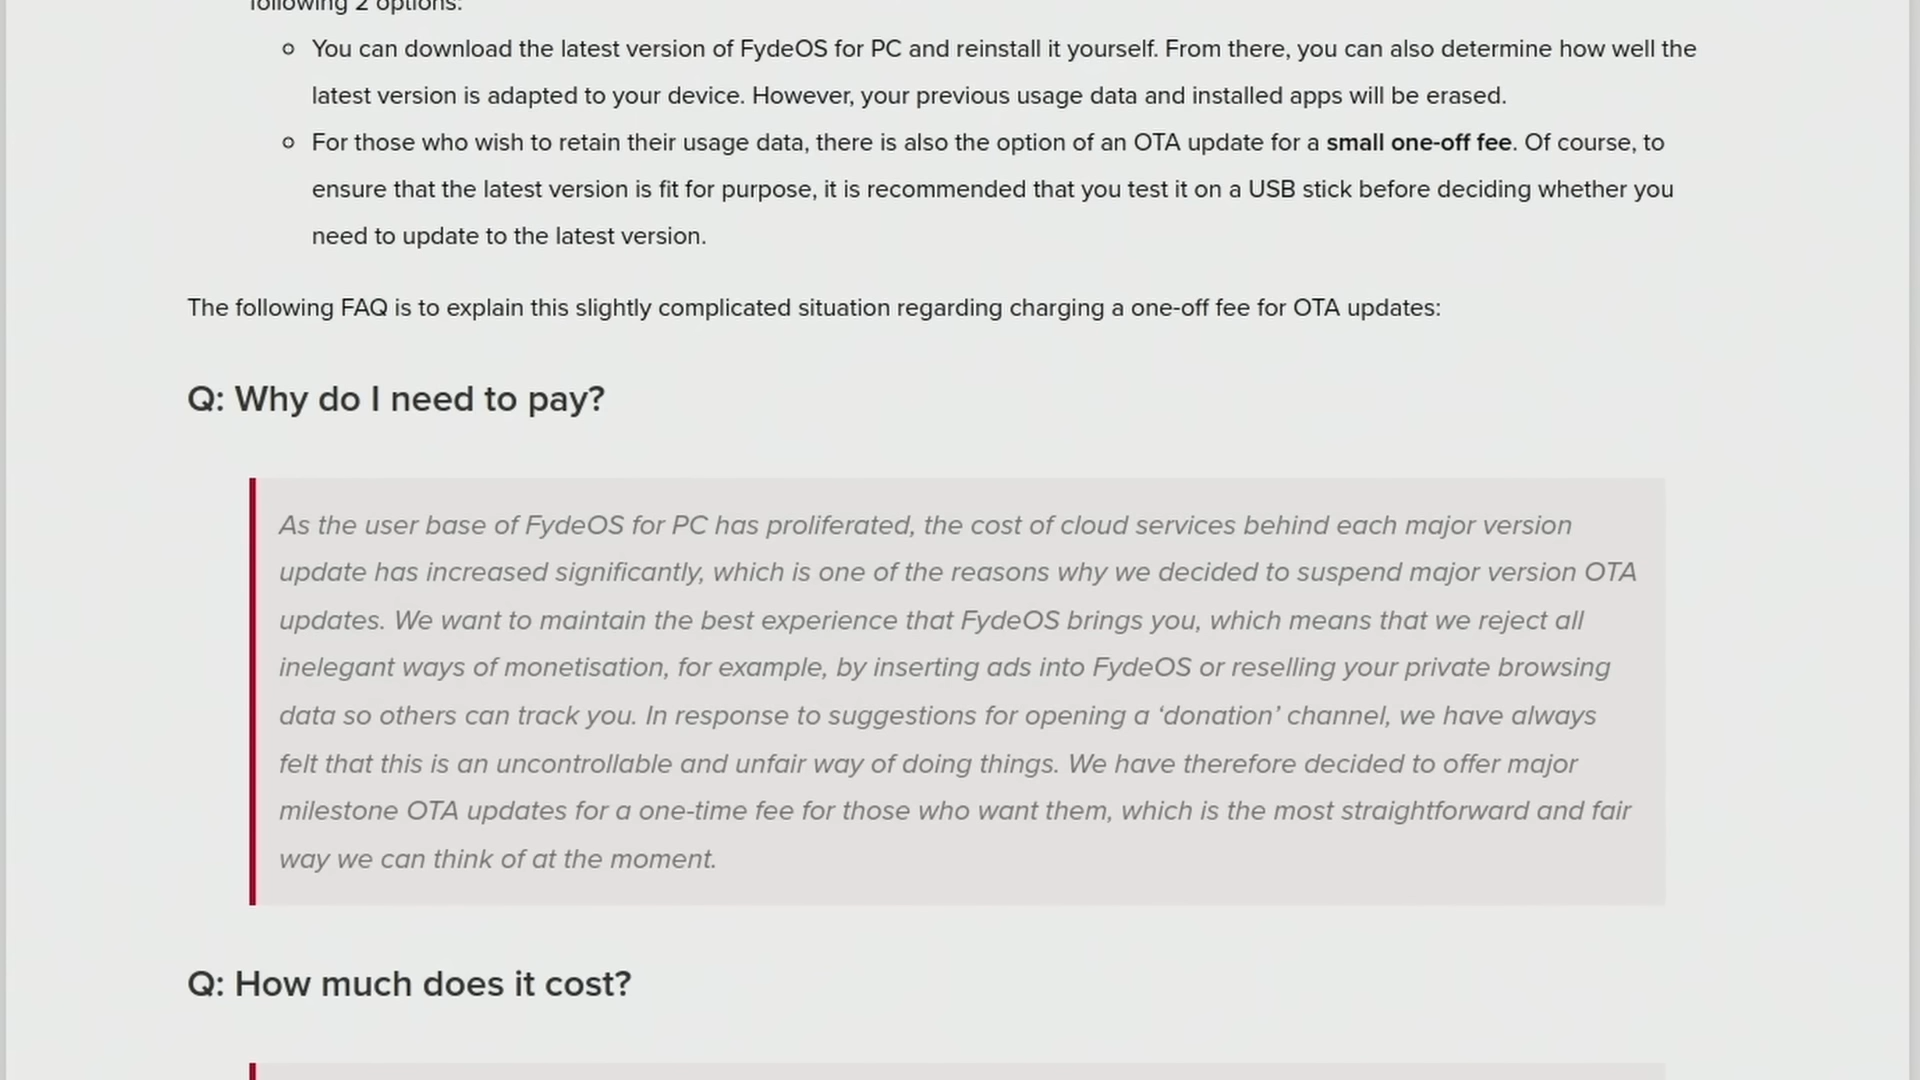 following 2 options:
You can download the latest version of FydeOS for PC and reinstall it yourself. From there, you can also determine how well the
latest version is adapted to your device. However, your previous usage data and installed apps will be erased.
For those who wish to retain their usage data, there is also the option of an OTA update for a small one-off fee. Of course, to
ensure that the latest version is fit for purpose, it is recommended that you test it on a USB stick before deciding whether you
need to update to the latest version.
The following FAQ is to explain this slightly complicated situation regarding charging a one-off fee for OTA updates:
Q: Why do I need to pay?
As the user base of FydeOS for PC has proliferated, the cost of cloud services behind each major version
update has increased significantly, which is one of the reasons why we decided to suspend major version OTA
updates. We want to maintain the best experience that FydeOS brings you, which means that we reject all
inelegant ways of monetisation, for example, by inserting ads into FydeOS or reselling your private browsing
data so others can track you. In response to suggestions for opening a ‘donation’ channel, we have always
felt that this is an uncontrollable and unfair way of doing things. We have therefore decided to offer major
milestone OTA updates for a one-time fee for those who want them, which is the most straightforward and fair
way we can think of at the moment.
Q: How much does it cost?